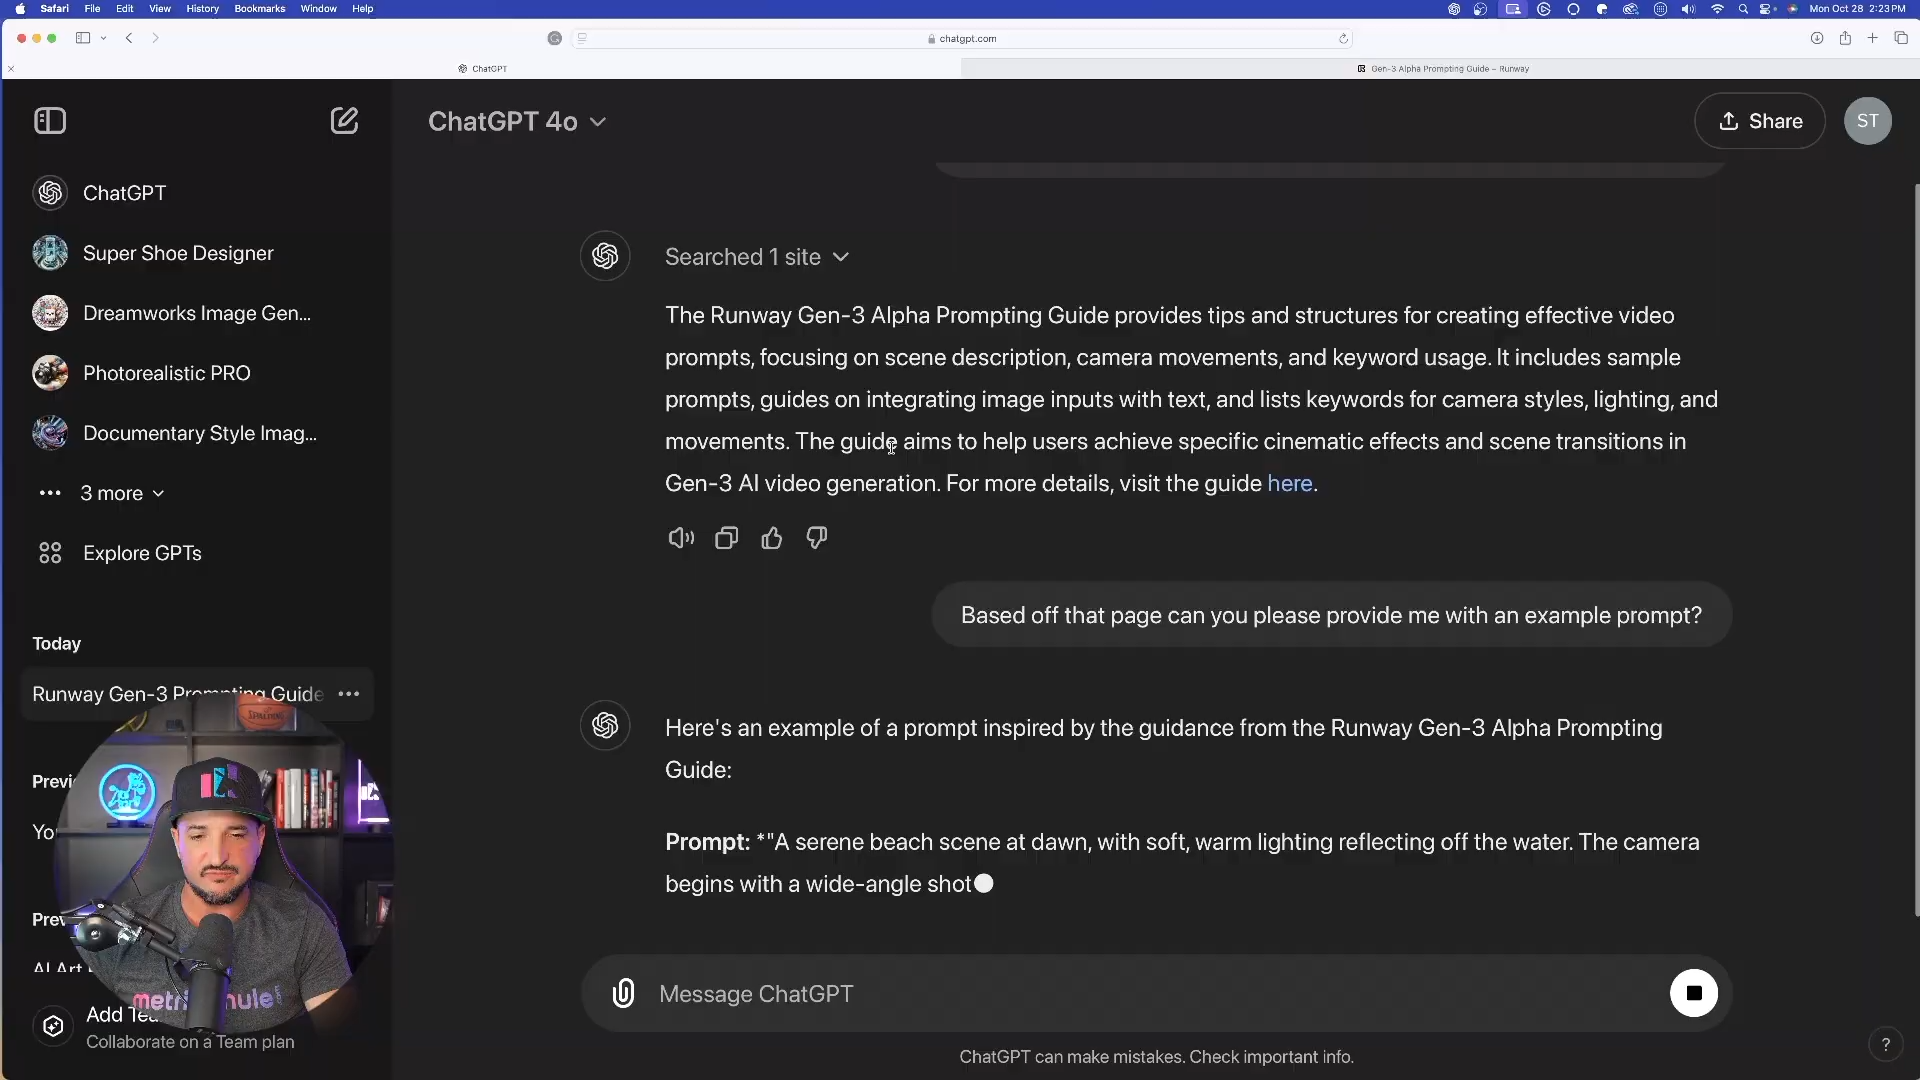 Safari File Edit View History Bookmarks Window Help
Mon Oct 28 2:23 PM
chatgpt.com
ChatGPT
Gen-3 Alpha Prompting Guide – Runway
ChatGPT 4o
Share
ST
ChatGPT
Super Shoe Designer
Dreamworks Image Gen...
Photorealistic PRO
Documentary Style Imag...
3 more
Explore GPTs
Today
Runway Gen-3 Prompting Guide
Searched 1 site
The Runway Gen-3 Alpha Prompting Guide provides tips and structures for creating effective video
prompts, focusing on scene description, camera movements, and keyword usage. It includes sample
prompts, guides on integrating image inputs with text, and lists keywords for camera styles, lighting, and
movements. The guide aims to help users achieve specific cinematic effects and scene transitions in
Gen-3 AI video generation. For more details, visit the guide here.
Based off that page can you please provide me with an example prompt?
Here's an example of a prompt inspired by the guidance from the Runway Gen-3 Alpha Prompting
Guide:
Prompt: *"A serene beach scene at dawn, with soft, warm lighting reflecting off the water. The camera
begins with a wide-angle shot
Message ChatGPT
ChatGPT can make mistakes. Check important info.
?
Previ
Yo
Prev
AI Art
Add Tea
Collaborate on a Team plan
SPALDING